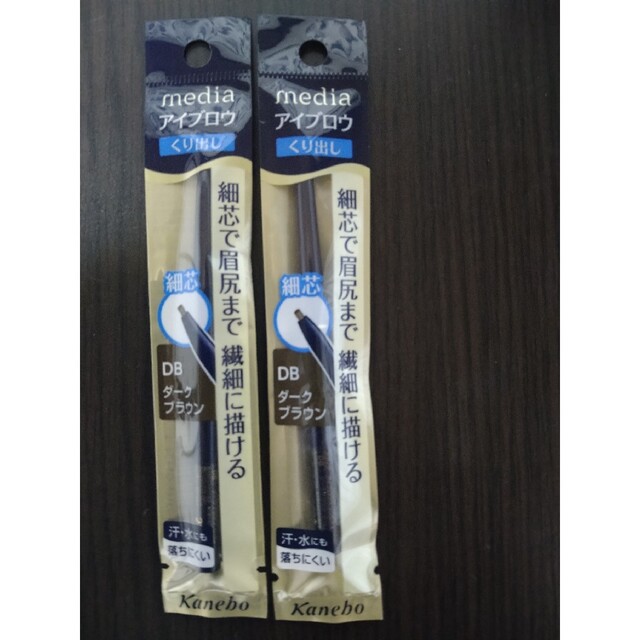 media
アイブロウ
くり出し
細芯で眉尻まで 繊細に描ける
細芯
DB
ダーク
ブラウン
汗・水にも
落ちにくい
Kanebo
media
アイブロウ
くり出し
細芯で眉尻まで 繊細に描ける
細芯
DB
ダーク
ブラウン
汗・水にも
落ちにくい
Kanebo